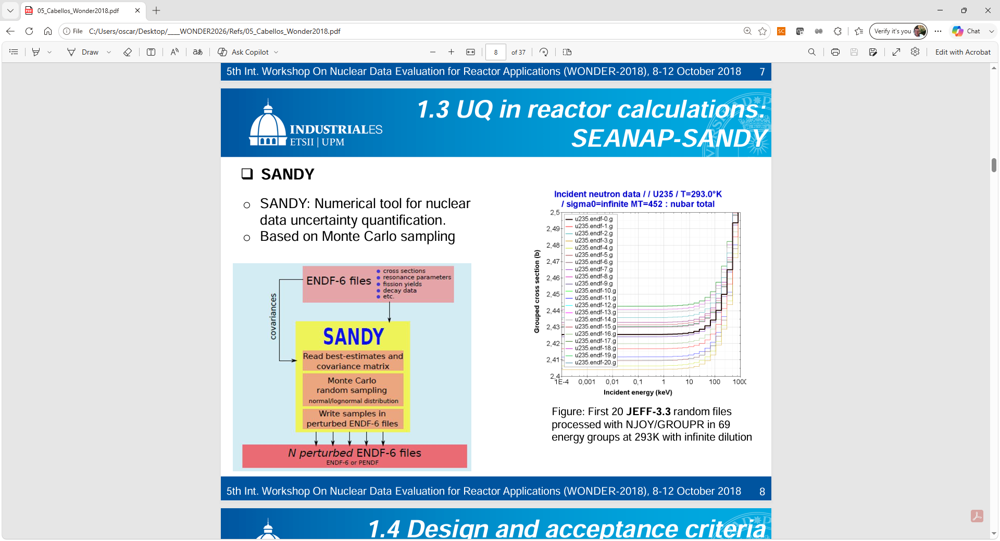 05_Cabellos_Wonder2018.pdf
File C:/Users/oscar/Desktop/____WONDER2026/Refs/05_Cabellos_Wonder2018.pdf
SC
Verify it's you
Chat
Draw
Ask Copilot
8 of 37
Edit with Acrobat
5th Int. Workshop On Nuclear Data Evaluation for Reactor Applications (WONDER-2018), 8-12 October 2018 7
INDUSTRIALES
ETSII | UPM
1.3 UQ in reactor calculations:
SEANAP-SANDY
❑ SANDY
o SANDY: Numerical tool for nuclear
data uncertainty quantification.
o Based on Monte Carlo sampling
ENDF-6 files
• cross sections
• resonance parameters
• fission yields
• decay data
• etc.
covariances
SANDY
Read best-estimates and
covariance matrix
Monte Carlo
random sampling
normal/lognormal distribution
Write samples in
perturbed ENDF-6 files
N perturbed ENDF-6 files
ENDF-6 or PENDF
Incident neutron data / / U235 / T=293.0°K
/ sigma0=infinite MT=452 : nubar total
Grouped cross section (b)
2,5
2,49
2,48
2,47
2,46
2,45
2,44
2,43
2,42
2,41
2,4
u235.endf-0.g
u235.endf-1.g
u235.endf-2.g
u235.endf-3.g
u235.endf-4.g
u235.endf-5.g
u235.endf-6.g
u235.endf-7.g
u235.endf-8.g
u235.endf-9.g
u235.endf-10.g
u235.endf-11.g
u235.endf-12.g
u235.endf-13.g
u235.endf-14.g
u235.endf-15.g
u235.endf-16.g
u235.endf-17.g
u235.endf-18.g
u235.endf-19.g
u235.endf-20.g
1E-4 0,001 0,01 0,1 1 10 100 1000
Incident energy (keV)
Figure: First 20 JEFF-3.3 random files
processed with NJOY/GROUPR in 69
energy groups at 293K with infinite dilution
5th Int. Workshop On Nuclear Data Evaluation for Reactor Applications (WONDER-2018), 8-12 October 2018 8
1.4 Design and acceptance criteria